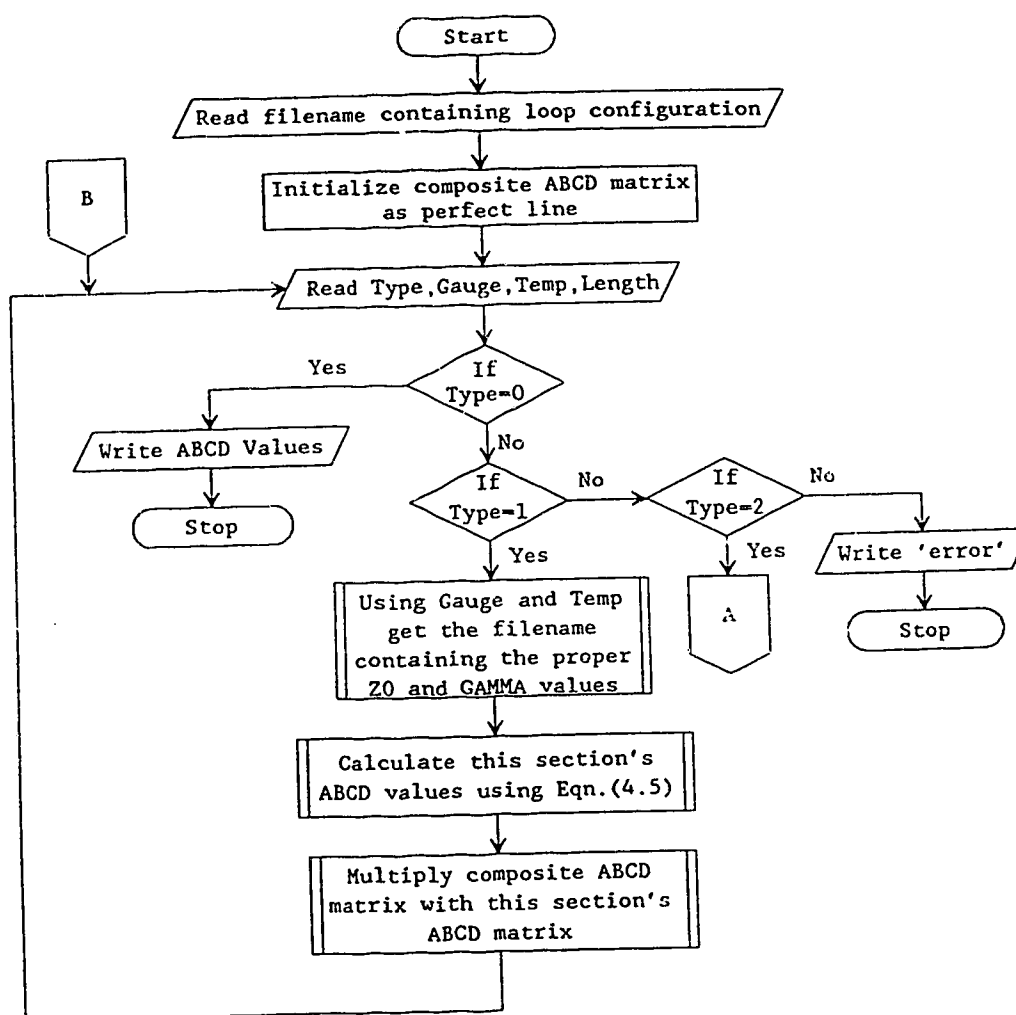 Start
Read filename containing loop configuration
Initialize composite ABCD matrix
as perfect line
B
Read Type,Gauge,Temp,Length
If
Type=0
Yes
Write ABCD Values
Stop
No
If
Type=1
No
If
Type=2
No
Write 'error'
Stop
Yes
A
Yes
Using Gauge and Temp
get the filename
containing the proper
Z0 and GAMMA values
Calculate this section's
ABCD values using Eqn.(4.5)
Multiply composite ABCD
matrix with this section's
ABCD matrix